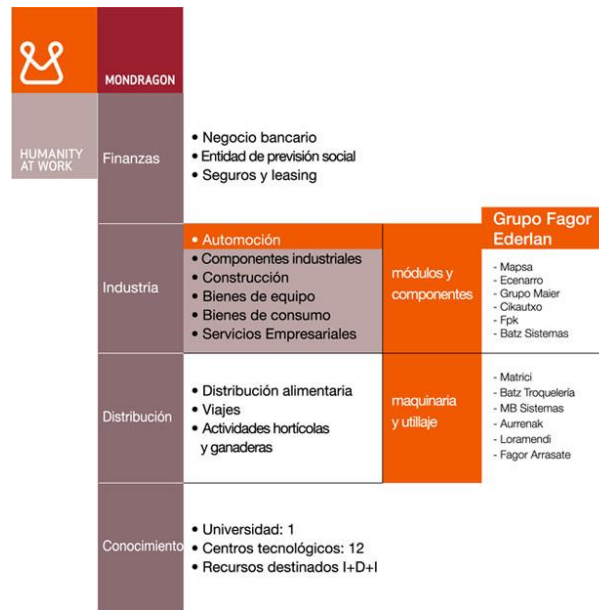 MONDRAGON
HUMANITY
AT WORK
Finanzas
• Negocio bancario
• Entidad de previsión social
• Seguros y leasing
Industria
• Automoción
• Componentes industriales
• Construcción
• Bienes de equipo
• Bienes de consumo
• Servicios Empresariales
módulos y
componentes
Grupo Fagor
Ederlan
- Mapsa
- Ecenarro
- Grupo Maier
- Cikautxo
- Fpk
- Batz Sistemas
Distribución
• Distribución alimentaria
• Viajes
• Actividades hortícolas
y ganaderas
maquinaria
y utillaje
- Matrici
- Batz Troquelería
- MB Sistemas
- Aurrenak
- Loramendi
- Fagor Arrasate
Conocimiento
• Universidad: 1
• Centros tecnológicos: 12
• Recursos destinados I+D+I